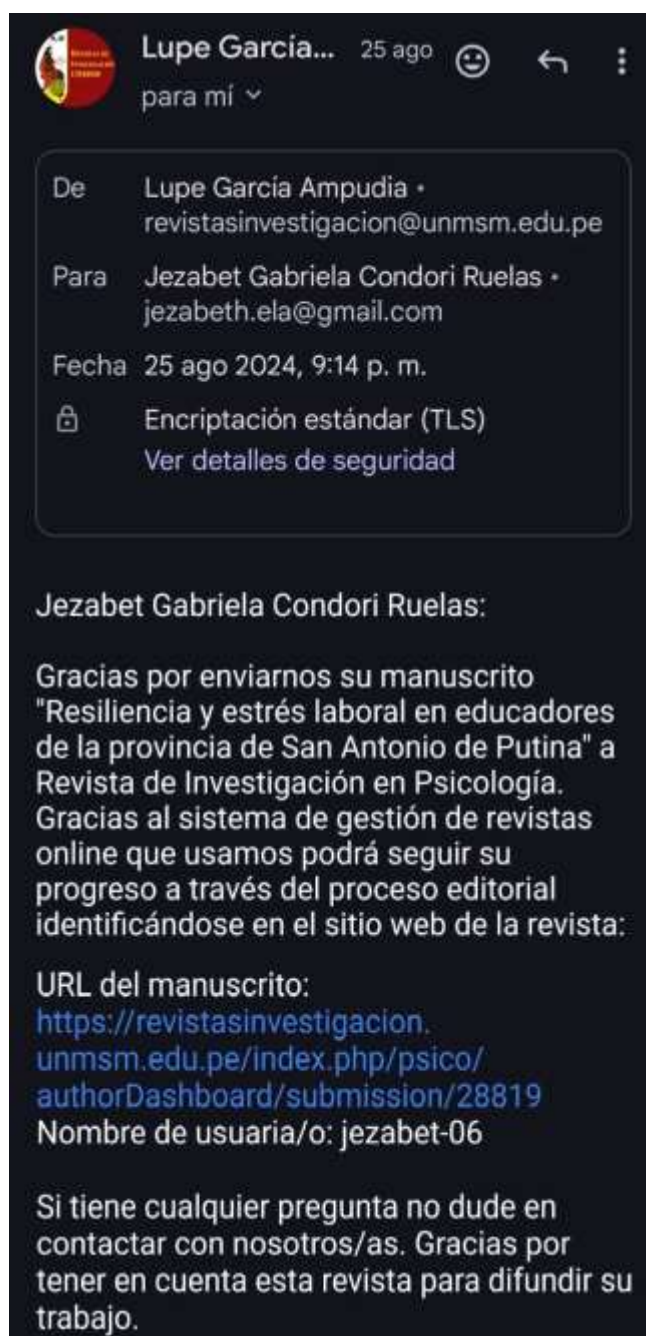 Lupe García... 25 ago
para mí
De Lupe García Ampudia •
revistasinvestigacion@unmsm.edu.pe
Para Jezabet Gabriela Condori Ruelas •
jezabeth.ela@gmail.com
Fecha 25 ago 2024, 9:14 p. m.
Encriptación estándar (TLS)
Ver detalles de seguridad
Jezabet Gabriela Condori Ruelas:
Gracias por enviarnos su manuscrito
"Resiliencia y estrés laboral en educadores
de la provincia de San Antonio de Putina" a
Revista de Investigación en Psicología.
Gracias al sistema de gestión de revistas
online que usamos podrá seguir su
progreso a través del proceso editorial
identificándose en el sitio web de la revista:
URL del manuscrito:
https://revistasinvestigacion.
unmsm.edu.pe/index.php/psico/
authorDashboard/submission/28819
Nombre de usuaria/o: jezabet-06
Si tiene cualquier pregunta no dude en
contactar con nosotros/as. Gracias por
tener en cuenta esta revista para difundir su
trabajo.